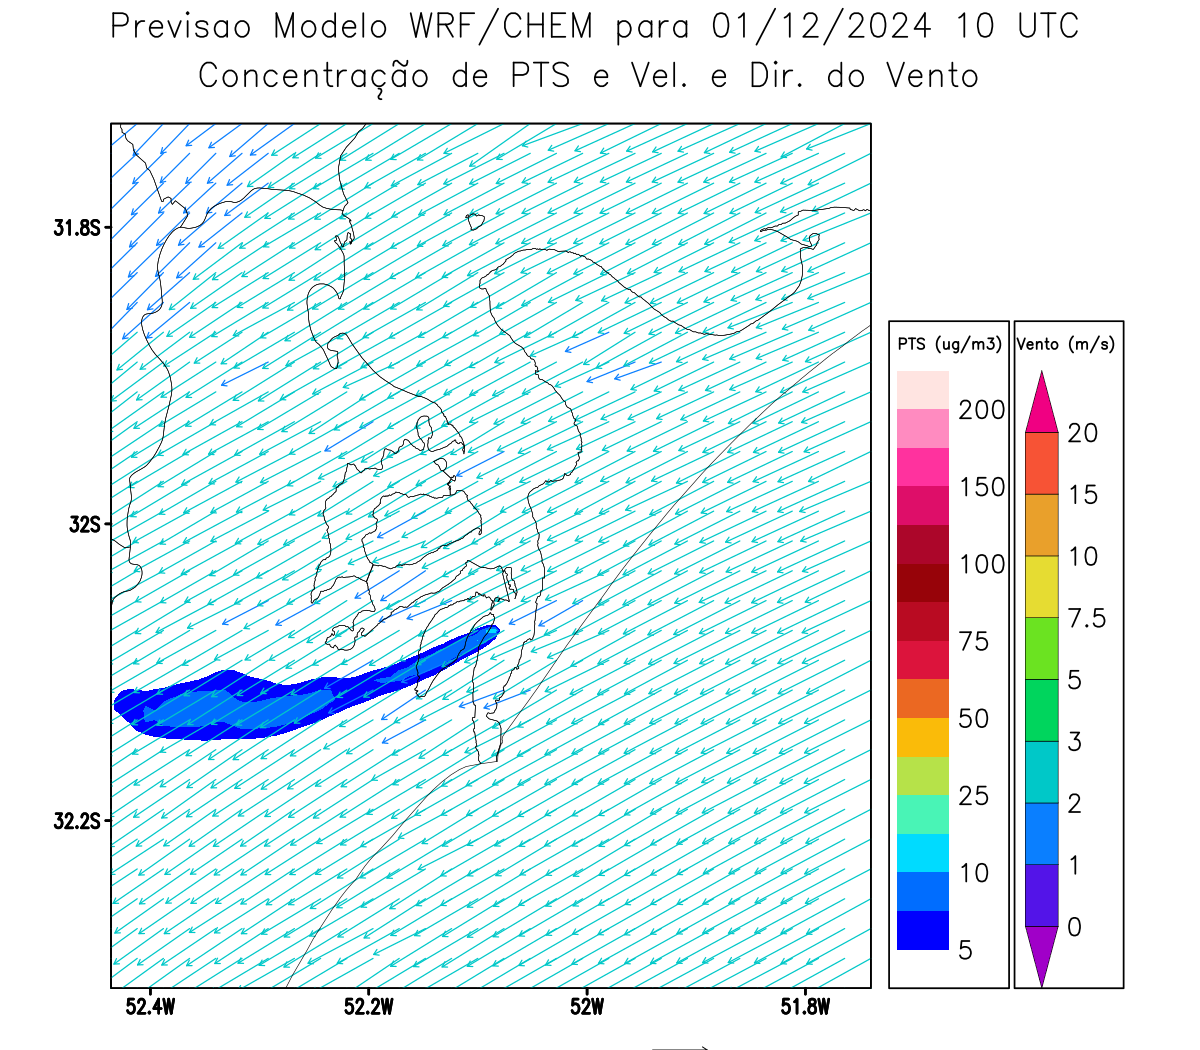 Previsao Modelo WRF/CHEM para 01/12/2024 10 UTC
Concentração de PTS e Vel. e Dir. do Vento
31.8S
32S
32.2S
52.4W
52.2W
52W
51.8W
PTS (ug/m3)
200
150
100
75
50
25
10
5
Vento (m/s)
20
15
10
7.5
5
3
2
1
0